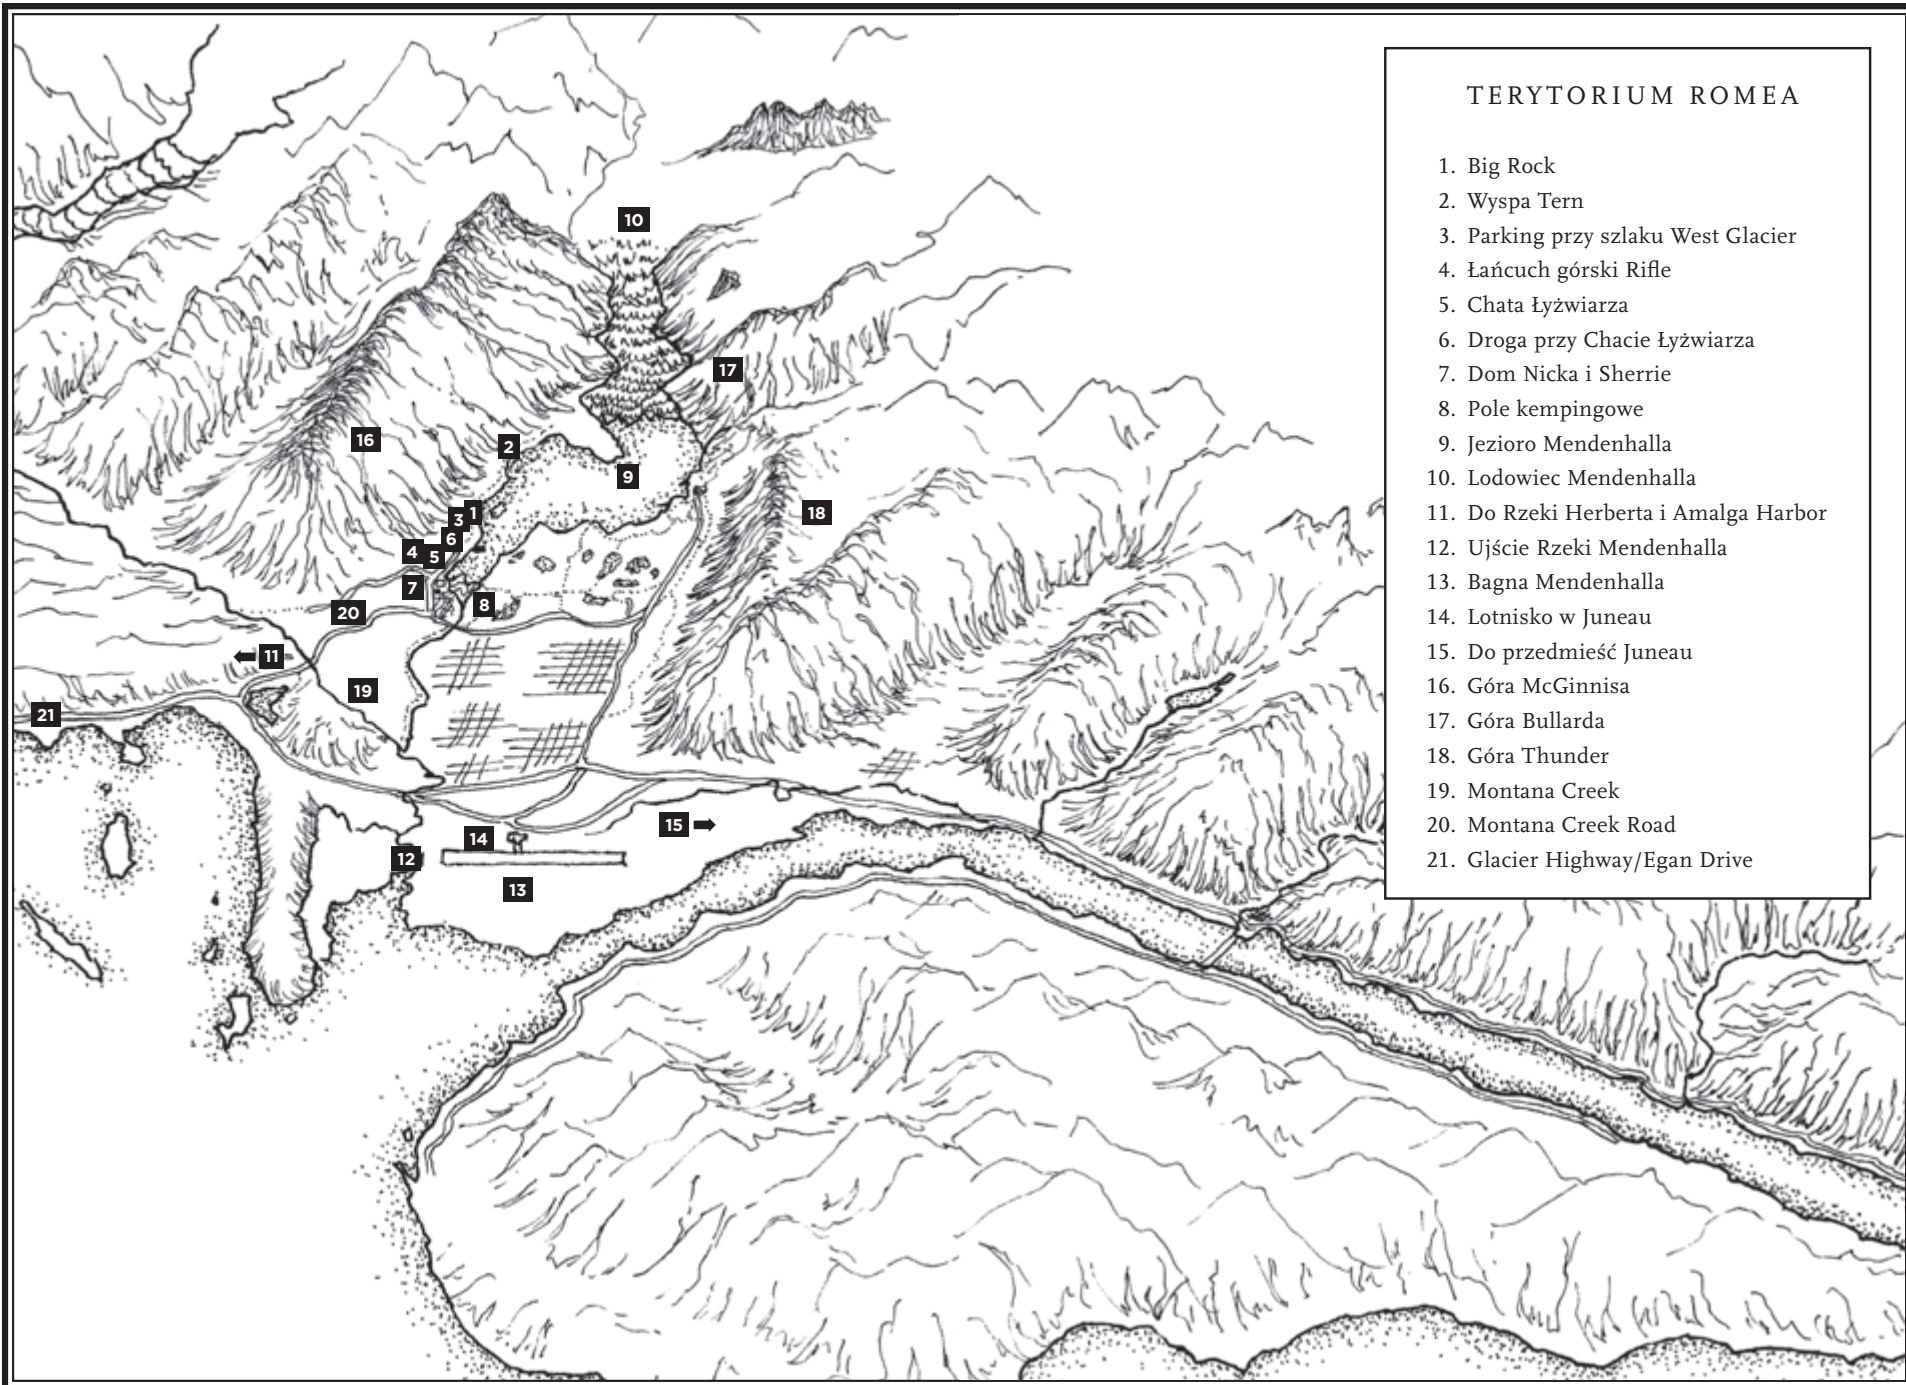 TERYTORIUM ROMEA
1. Big Rock
2. Wyspa Tern
3. Parking przy szlaku West Glacier
4. Łańcuch górski Rifle
5. Chata Łyżwiarza
6. Droga przy Chacie Łyżwiarza
7. Dom Nicka i Sherrie
8. Pole kempingowe
9. Jezioro Mendenhalla
10. Lodowiec Mendenhalla
11. Do Rzeki Herberta i Amalga Harbor
12. Ujście Rzeki Mendenhalla
13. Bagna Mendenhalla
14. Lotnisko w Juneau
15. Do przedmieść Juneau
16. Góra McGinnisa
17. Góra Bullarda
18. Góra Thunder
19. Montana Creek
20. Montana Creek Road
21. Glacier Highway/Egan Drive
10
17
16
2
9
1
3
18
6
4
5
7
8
20
11
19
21
15
14
12
13